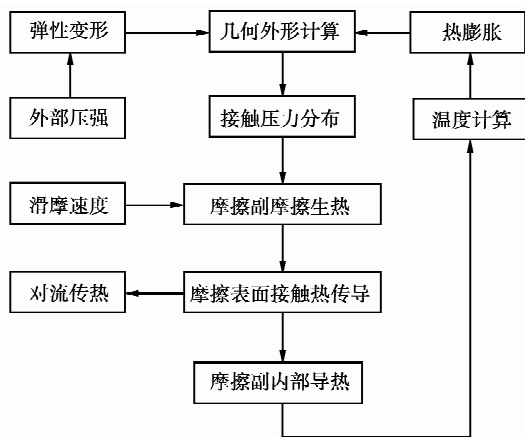 弹性变形
几何外形计算
热膨胀
外部压强
接触压力分布
温度计算
滑摩速度
摩擦副摩擦生热
对流传热
摩擦表面接触热传导
摩擦副内部导热